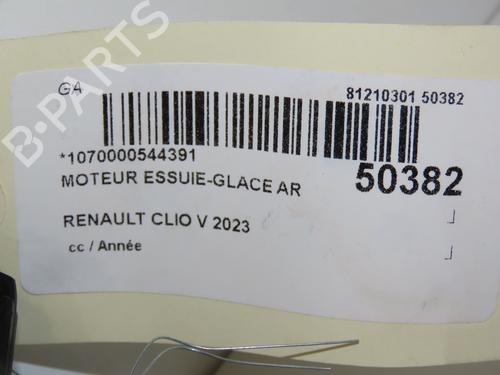 B-PARTS
GA
81210301 50382
*1070000544391
50382
MOTEUR ESSUIE-GLACE AR
RENAULT CLIO V 2023
cc / Année